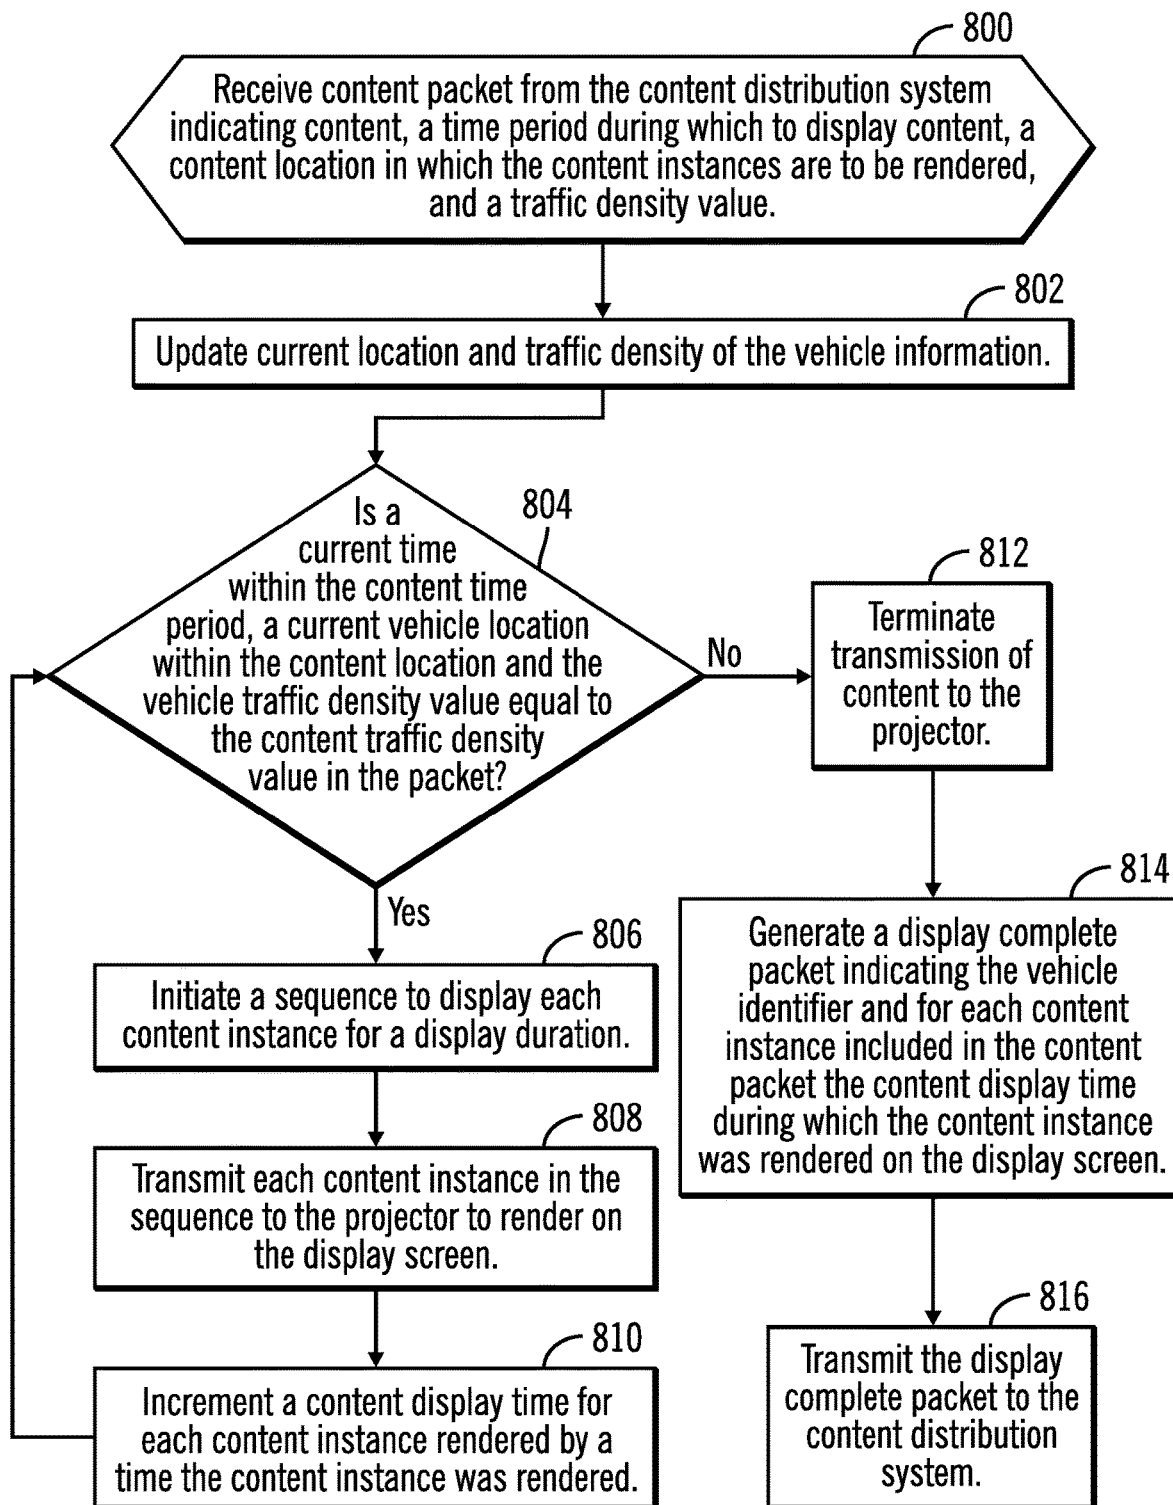 800
Receive content packet from the content distribution system
indicating content, a time period during which to display content, a
content location in which the content instances are to be rendered,
and a traffic density value.
802
Update current location and traffic density of the vehicle information.
804
Is a
current time
within the content time
period, a current vehicle location
within the content location and the
vehicle traffic density value equal to
the content traffic density
value in the packet?
No
812
Terminate
transmission of
content to the
projector.
Yes
806
Initiate a sequence to display each
content instance for a display duration.
808
Transmit each content instance in the
sequence to the projector to render on
the display screen.
810
Increment a content display time for
each content instance rendered by a
time the content instance was rendered.
814
Generate a display complete
packet indicating the vehicle
identifier and for each content
instance included in the content
packet the content display time
during which the content instance
was rendered on the display screen.
816
Transmit the display
complete packet to the
content distribution
system.